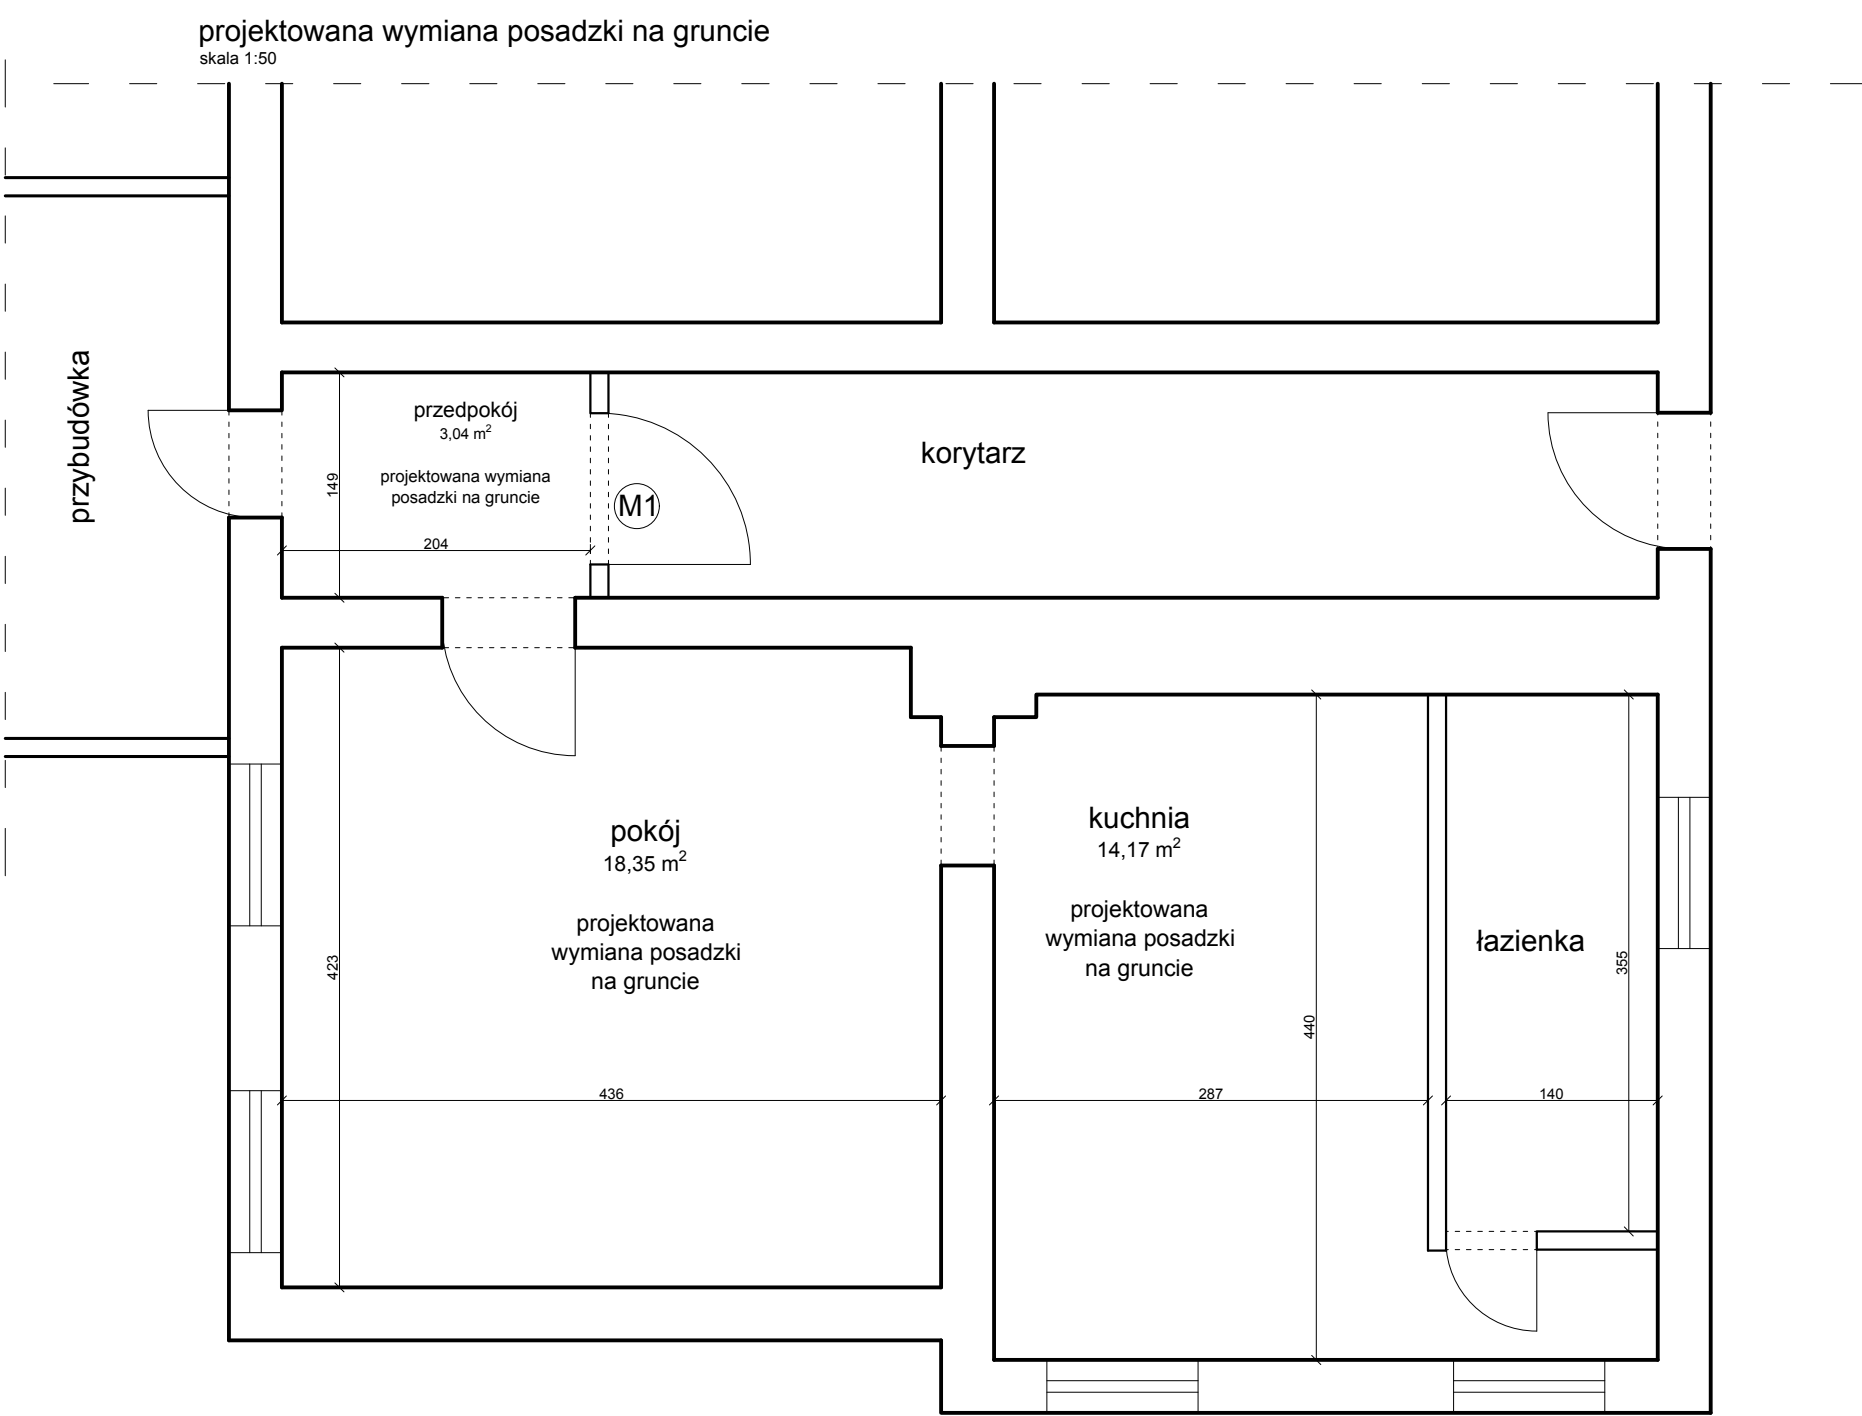 projektowana wymiana posadzki na gruncie
skala 1:50
przybudówka
przedpokój
3,04 m²
projektowana wymiana
posadzki na gruncie
149
204
M1
korytarz
pokój
18,35 m²
projektowana
wymiana posadzki
na gruncie
423
436
kuchnia
14,17 m²
projektowana
wymiana posadzki
na gruncie
440
287
łazienka
355
140